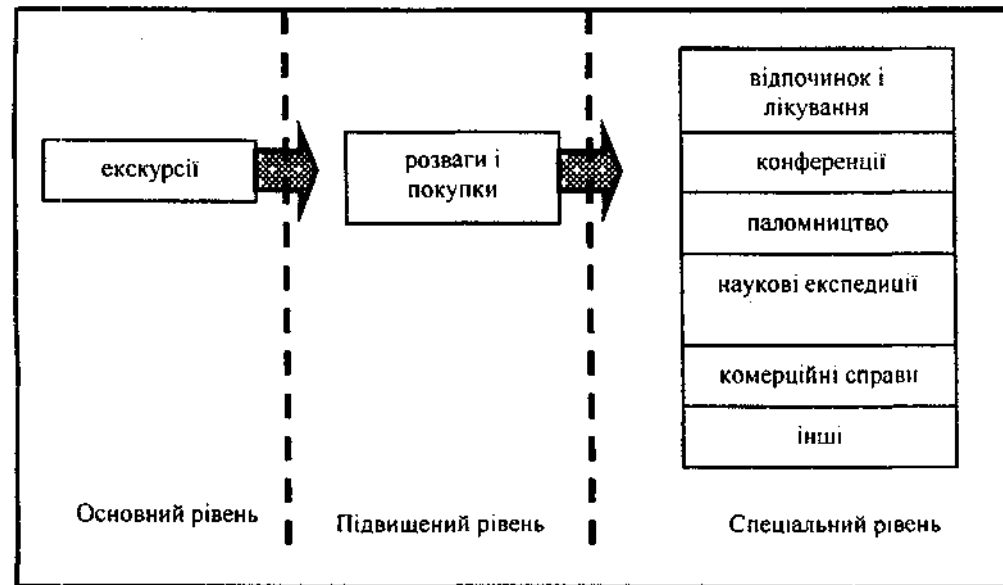 екскурсії
розваги і
покупки
відпочинок і
лікування
конференції
паломництво
наукові експедиції
комерційні справи
інші
Основний рівень
Підвищений рівень
Спеціальний рівень